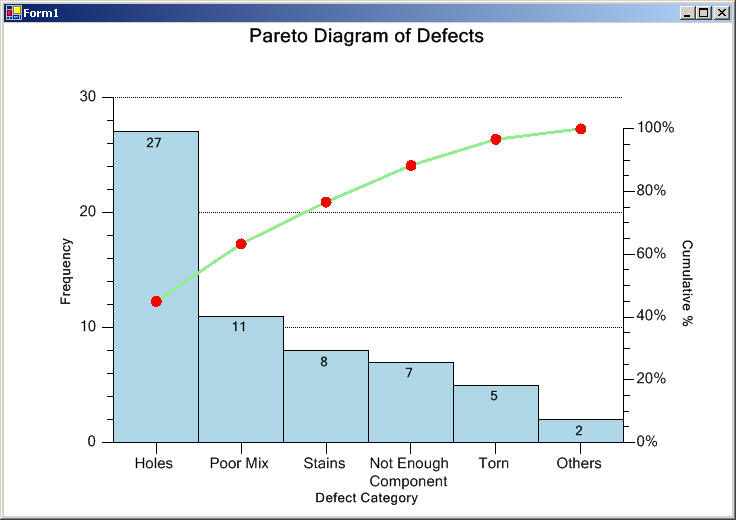 Form1
Pareto Diagram of Defects
30
27
100%
80%
20
60%
Frequency
Cumulative %
11
10
40%
8
7
20%
5
2
0
0%
Holes
Poor Mix
Stains
Not Enough
Component
Torn
Others
Defect Category